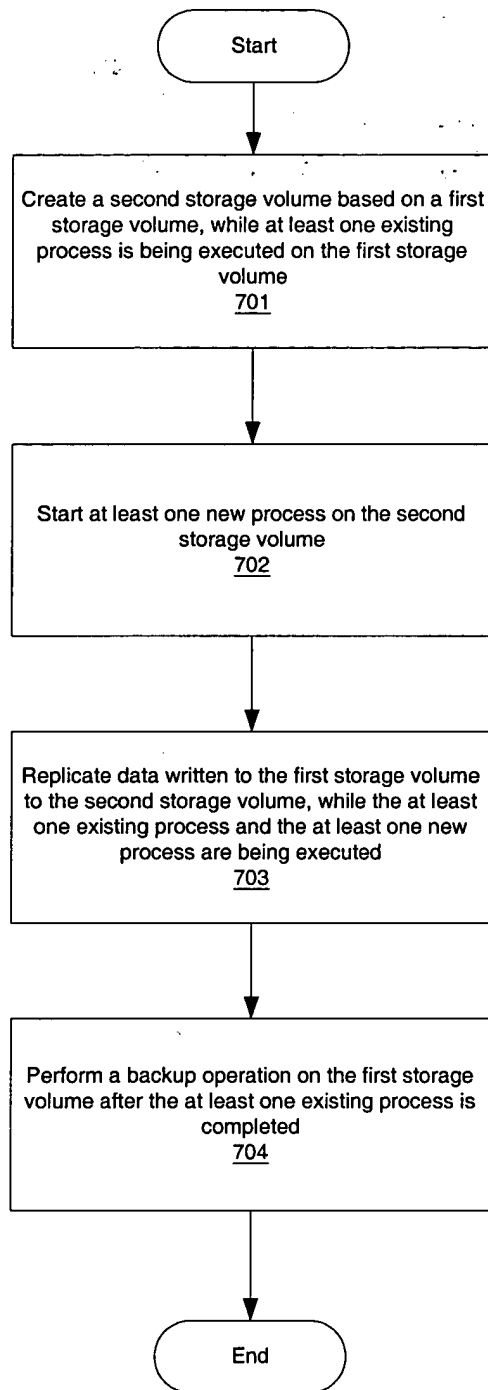 Start
Create a second storage volume based on a first
storage volume, while at least one existing
process is being executed on the first storage
volume
701
Start at least one new process on the second
storage volume
702
Replicate data written to the first storage volume
to the second storage volume, while the at least
one existing process and the at least one new
process are being executed
703
Perform a backup operation on the first storage
volume after the at least one existing process is
completed
704
End